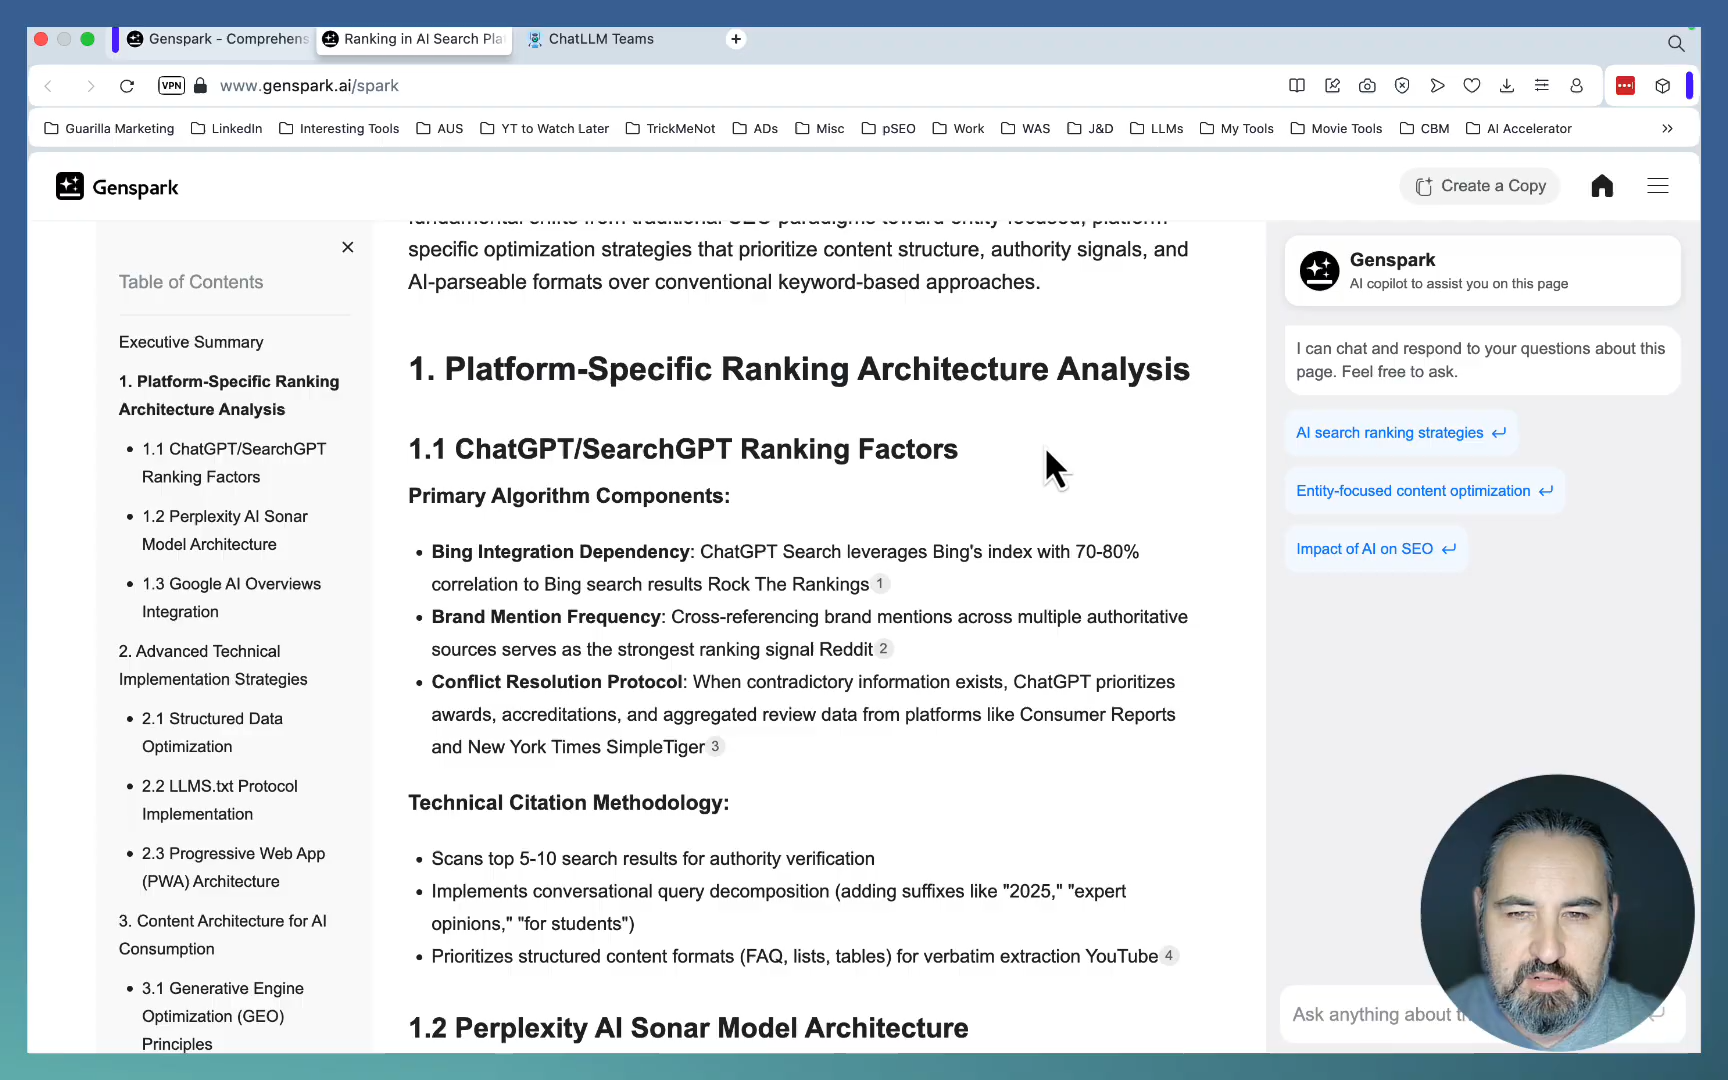 Genspark - Comprehens
Ranking in AI Search Pla
ChatLLM Teams
VPN
www.genspark.ai/spark
Guarilla Marketing
LinkedIn
Interesting Tools
AUS
YT to Watch Later
TrickMeNot
ADs
Misc
pSEO
Work
WAS
J&D
LLMs
My Tools
Movie Tools
CBM
AI Accelerator
Genspark
Create a Copy
Table of Contents
Executive Summary
1. Platform-Specific Ranking
Architecture Analysis
1.1 ChatGPT/SearchGPT
Ranking Factors
1.2 Perplexity AI Sonar
Model Architecture
1.3 Google AI Overviews
Integration
2. Advanced Technical
Implementation Strategies
2.1 Structured Data
Optimization
2.2 LLMS.txt Protocol
Implementation
2.3 Progressive Web App
(PWA) Architecture
3. Content Architecture for AI
Consumption
3.1 Generative Engine
Optimization (GEO)
Principles
fundamental shifts from traditional SEO paradigms toward entity-focused, platform-
specific optimization strategies that prioritize content structure, authority signals, and
AI-parseable formats over conventional keyword-based approaches.
1. Platform-Specific Ranking Architecture Analysis
1.1 ChatGPT/SearchGPT Ranking Factors
Primary Algorithm Components:
• Bing Integration Dependency: ChatGPT Search leverages Bing's index with 70-80%
correlation to Bing search results Rock The Rankings 1
• Brand Mention Frequency: Cross-referencing brand mentions across multiple authoritative
sources serves as the strongest ranking signal Reddit 2
• Conflict Resolution Protocol: When contradictory information exists, ChatGPT prioritizes
awards, accreditations, and aggregated review data from platforms like Consumer Reports
and New York Times SimpleTiger 3
Technical Citation Methodology:
• Scans top 5-10 search results for authority verification
• Implements conversational query decomposition (adding suffixes like "2025," "expert
opinions," "for students")
• Prioritizes structured content formats (FAQ, lists, tables) for verbatim extraction YouTube 4
1.2 Perplexity AI Sonar Model Architecture
Genspark
AI copilot to assist you on this page
I can chat and respond to your questions about this
page. Feel free to ask.
AI search ranking strategies
Entity-focused content optimization
Impact of AI on SEO
Ask anything about